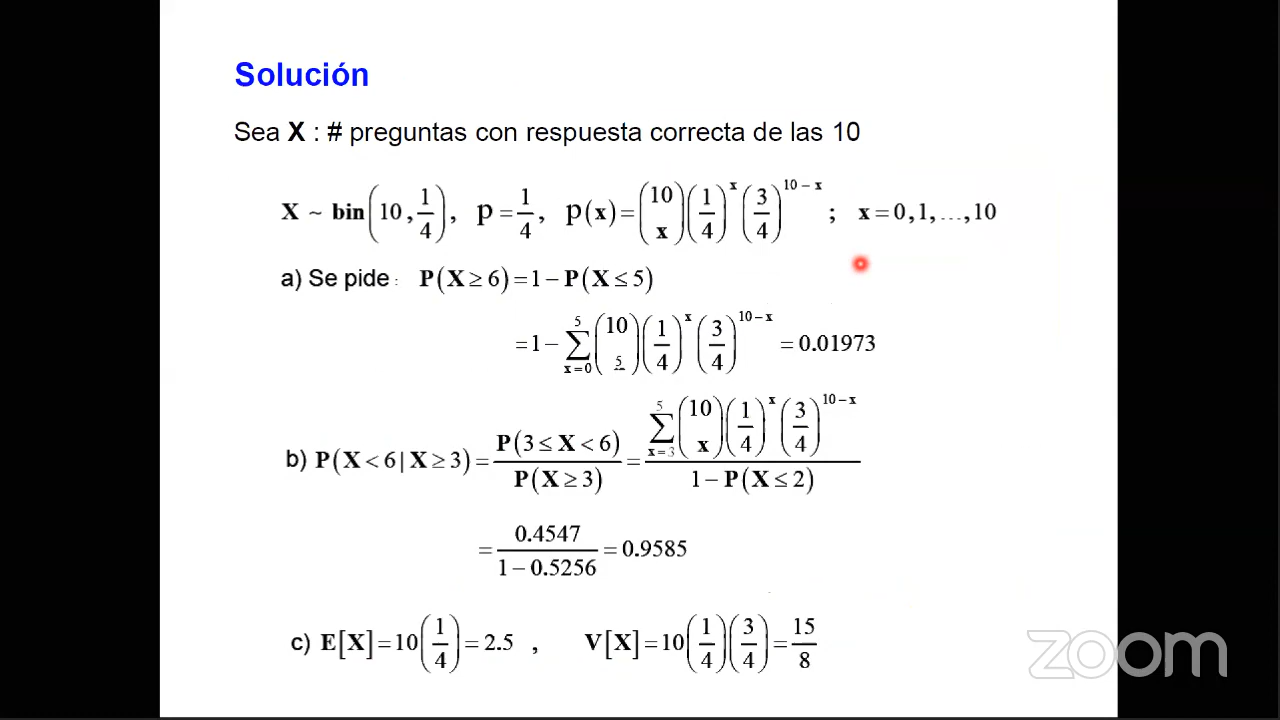 Solución
Sea X : # preguntas con respuesta correcta de las 10
X ~ bin(10, 1/4), p = 1/4, p(x) = (10 x)(1/4)^x (3/4)^(10 − x) ; x = 0, 1, ..., 10
a) Se pide : P(X ≥ 6) = 1 − P(X ≤ 5)
= 1 − ∑_{x=0}^{5} (10 5)(1/4)^x (3/4)^(10−x) = 0.01973
b) P(X < 6 | X ≥ 3) = P(3 ≤ X < 6) / P(X ≥ 3) = ∑_{x=3}^{5} (10 x)(1/4)^x (3/4)^(10−x) / 1 − P(X ≤ 2)
= 0.4547 / 1 − 0.5256 = 0.9585
c) E[X] = 10(1/4) = 2.5 , V[X] = 10(1/4)(3/4) = 15/8
zoom